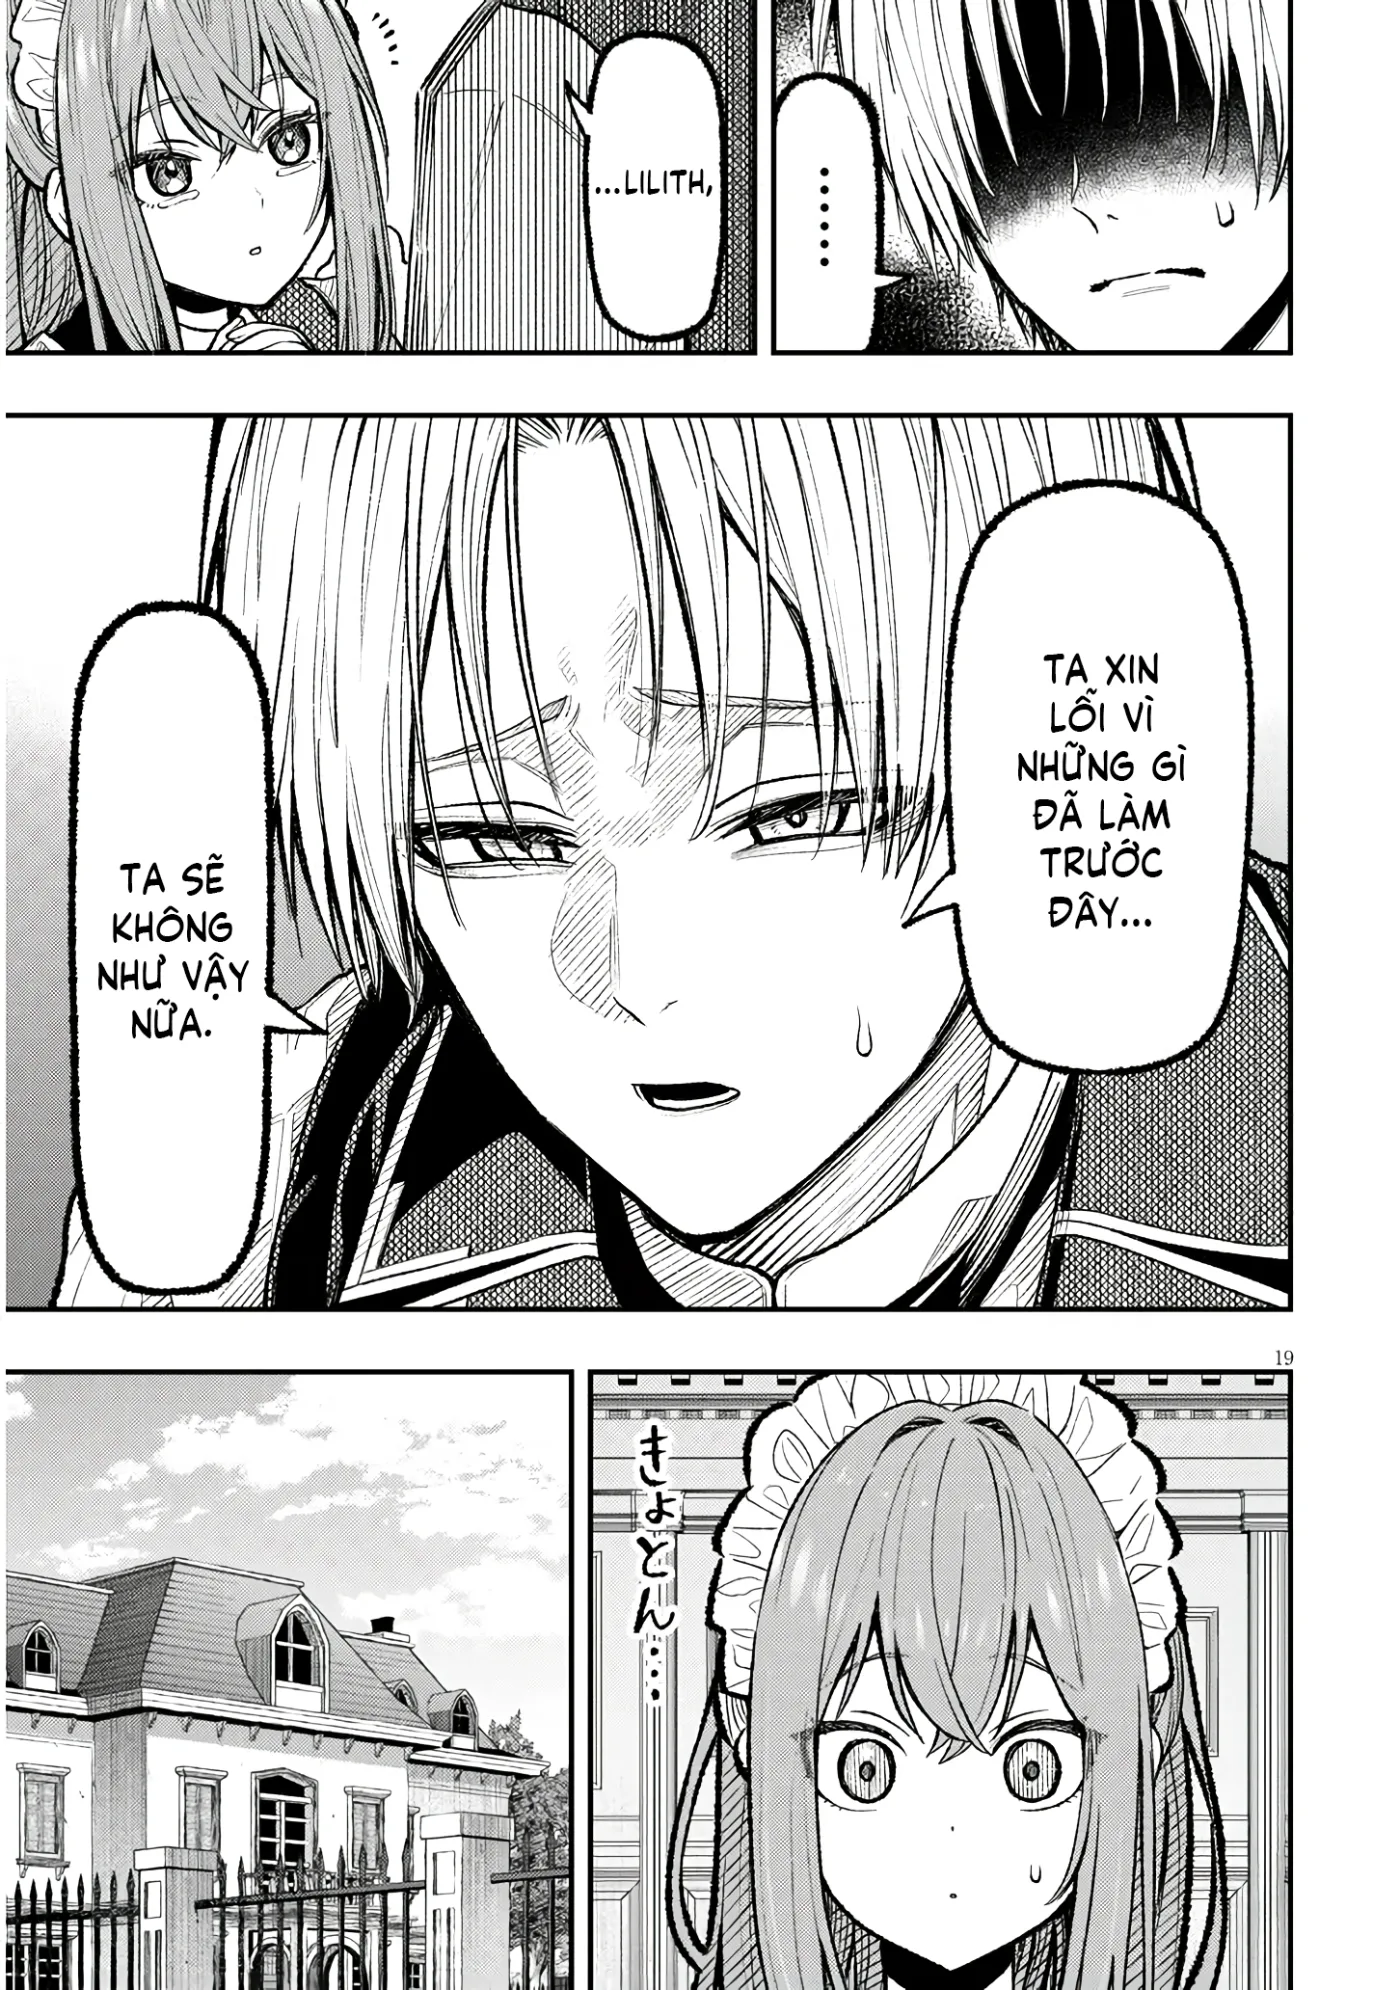 ......
...LILITH,
TA XIN
LỖI VÌ
NHỮNG GÌ
ĐÃ LÀM
TRƯỚC
ĐÂY...
TA SẼ
KHÔNG
NHƯ VẬY
NỮA.
19
きょとん...